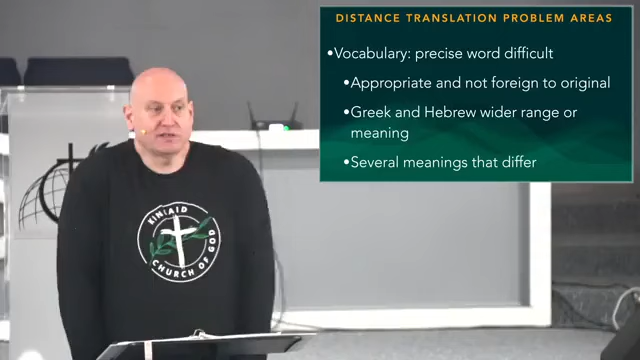 DISTANCE TRANSLATION PROBLEM AREAS
•Vocabulary: precise word difficult
•Appropriate and not foreign to original
•Greek and Hebrew wider range or
meaning
•Several meanings that differ
KINCAID
CHURCH OF GOD